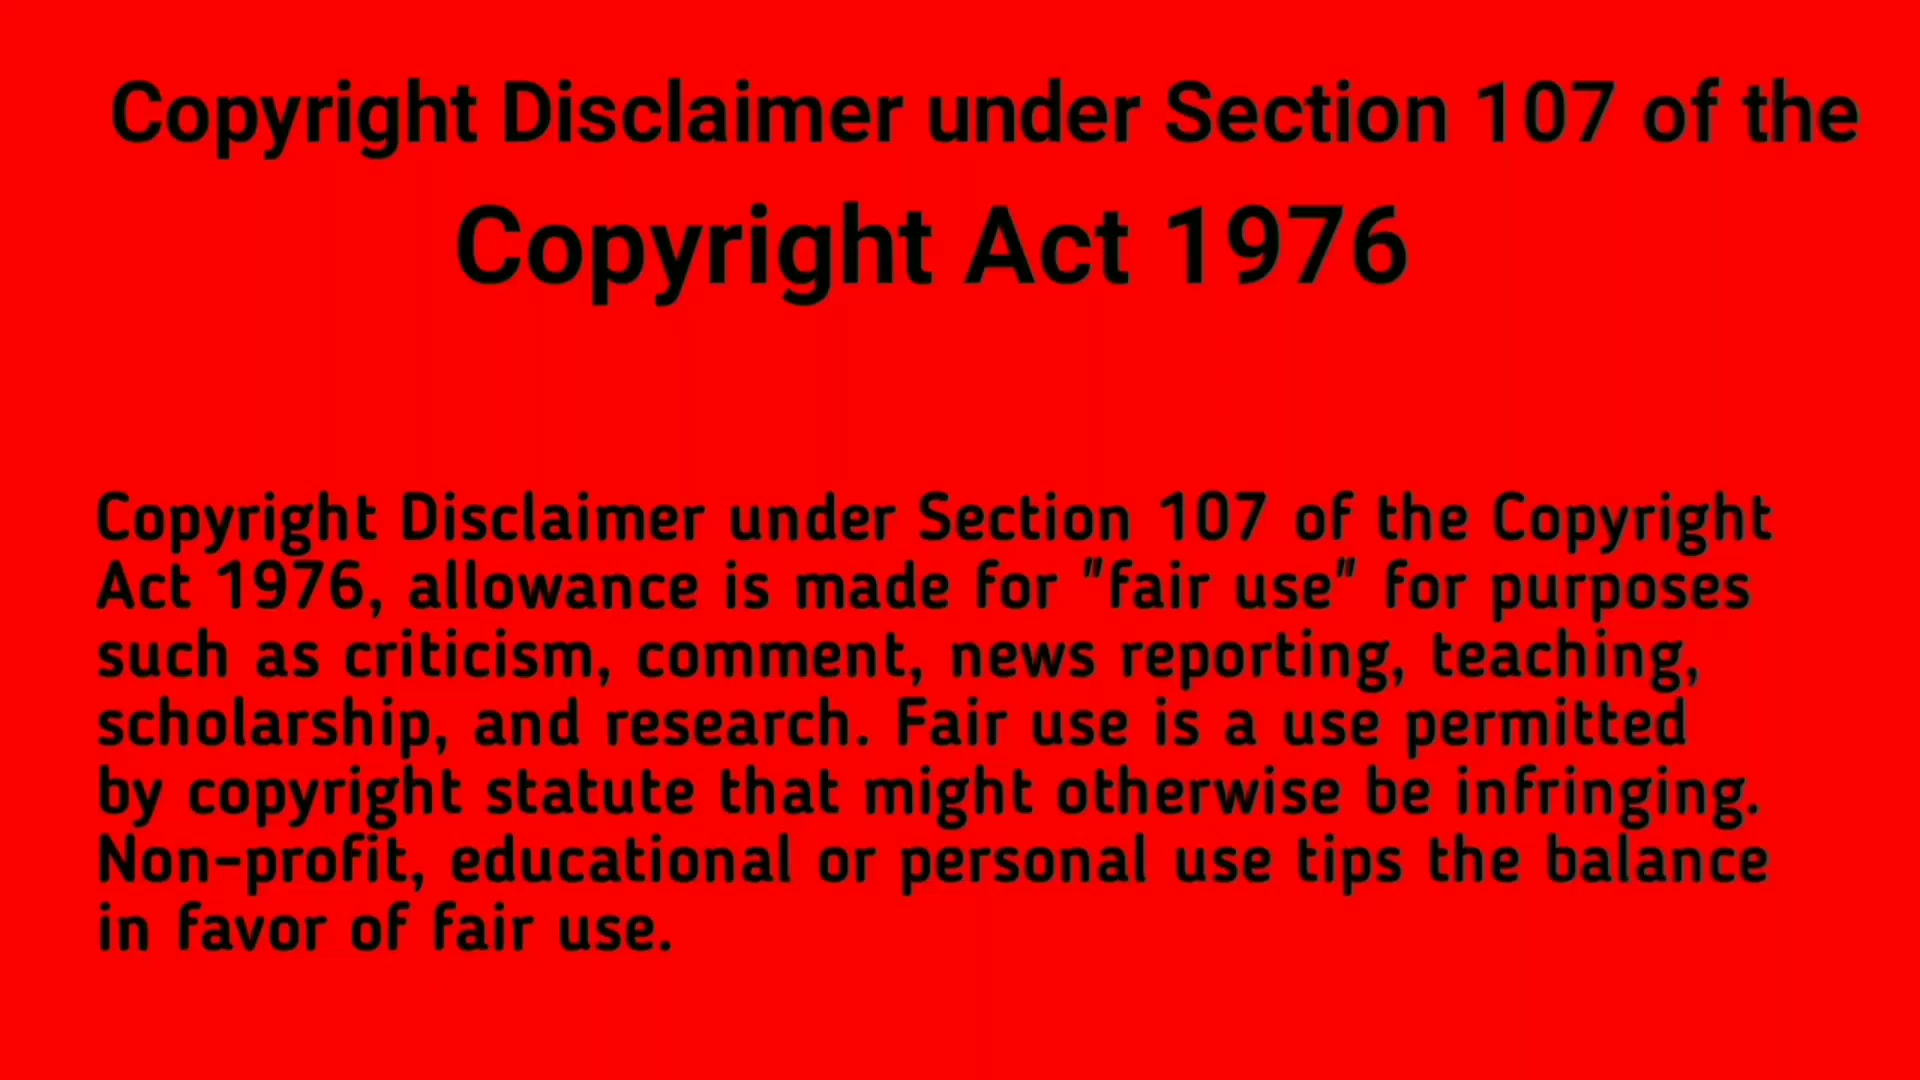 Copyright Disclaimer under Section 107 of the
Copyright Act 1976
Copyright Disclaimer under Section 107 of the Copyright
Act 1976, allowance is made for "fair use" for purposes
such as criticism, comment, news reporting, teaching,
scholarship, and research. Fair use is a use permitted
by copyright statute that might otherwise be infringing.
Non-profit, educational or personal use tips the balance
in favor of fair use.